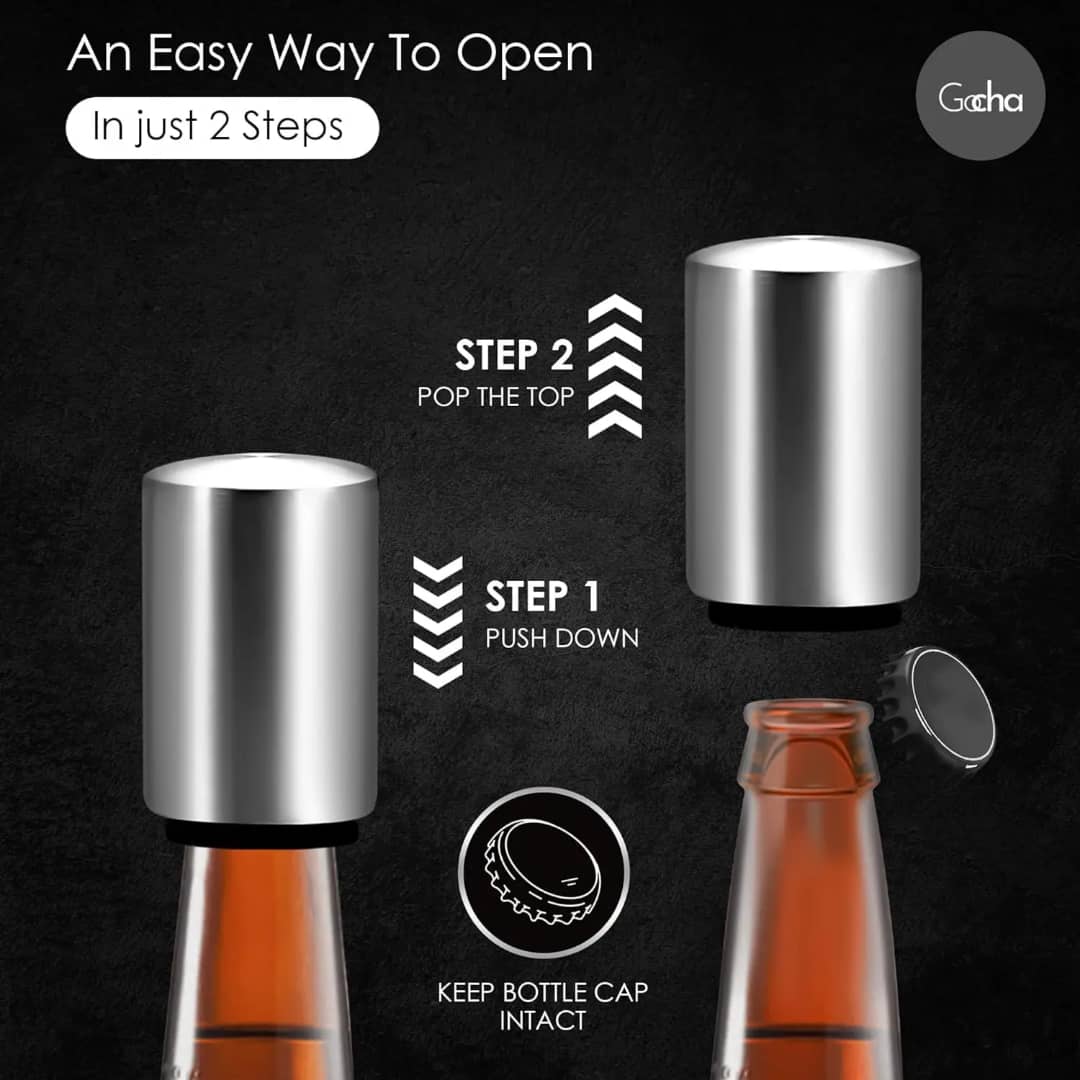 An Easy Way To Open
In just 2 Steps
Gocha
STEP 2
POP THE TOP
STEP 1
PUSH DOWN
KEEP BOTTLE CAP
INTACT